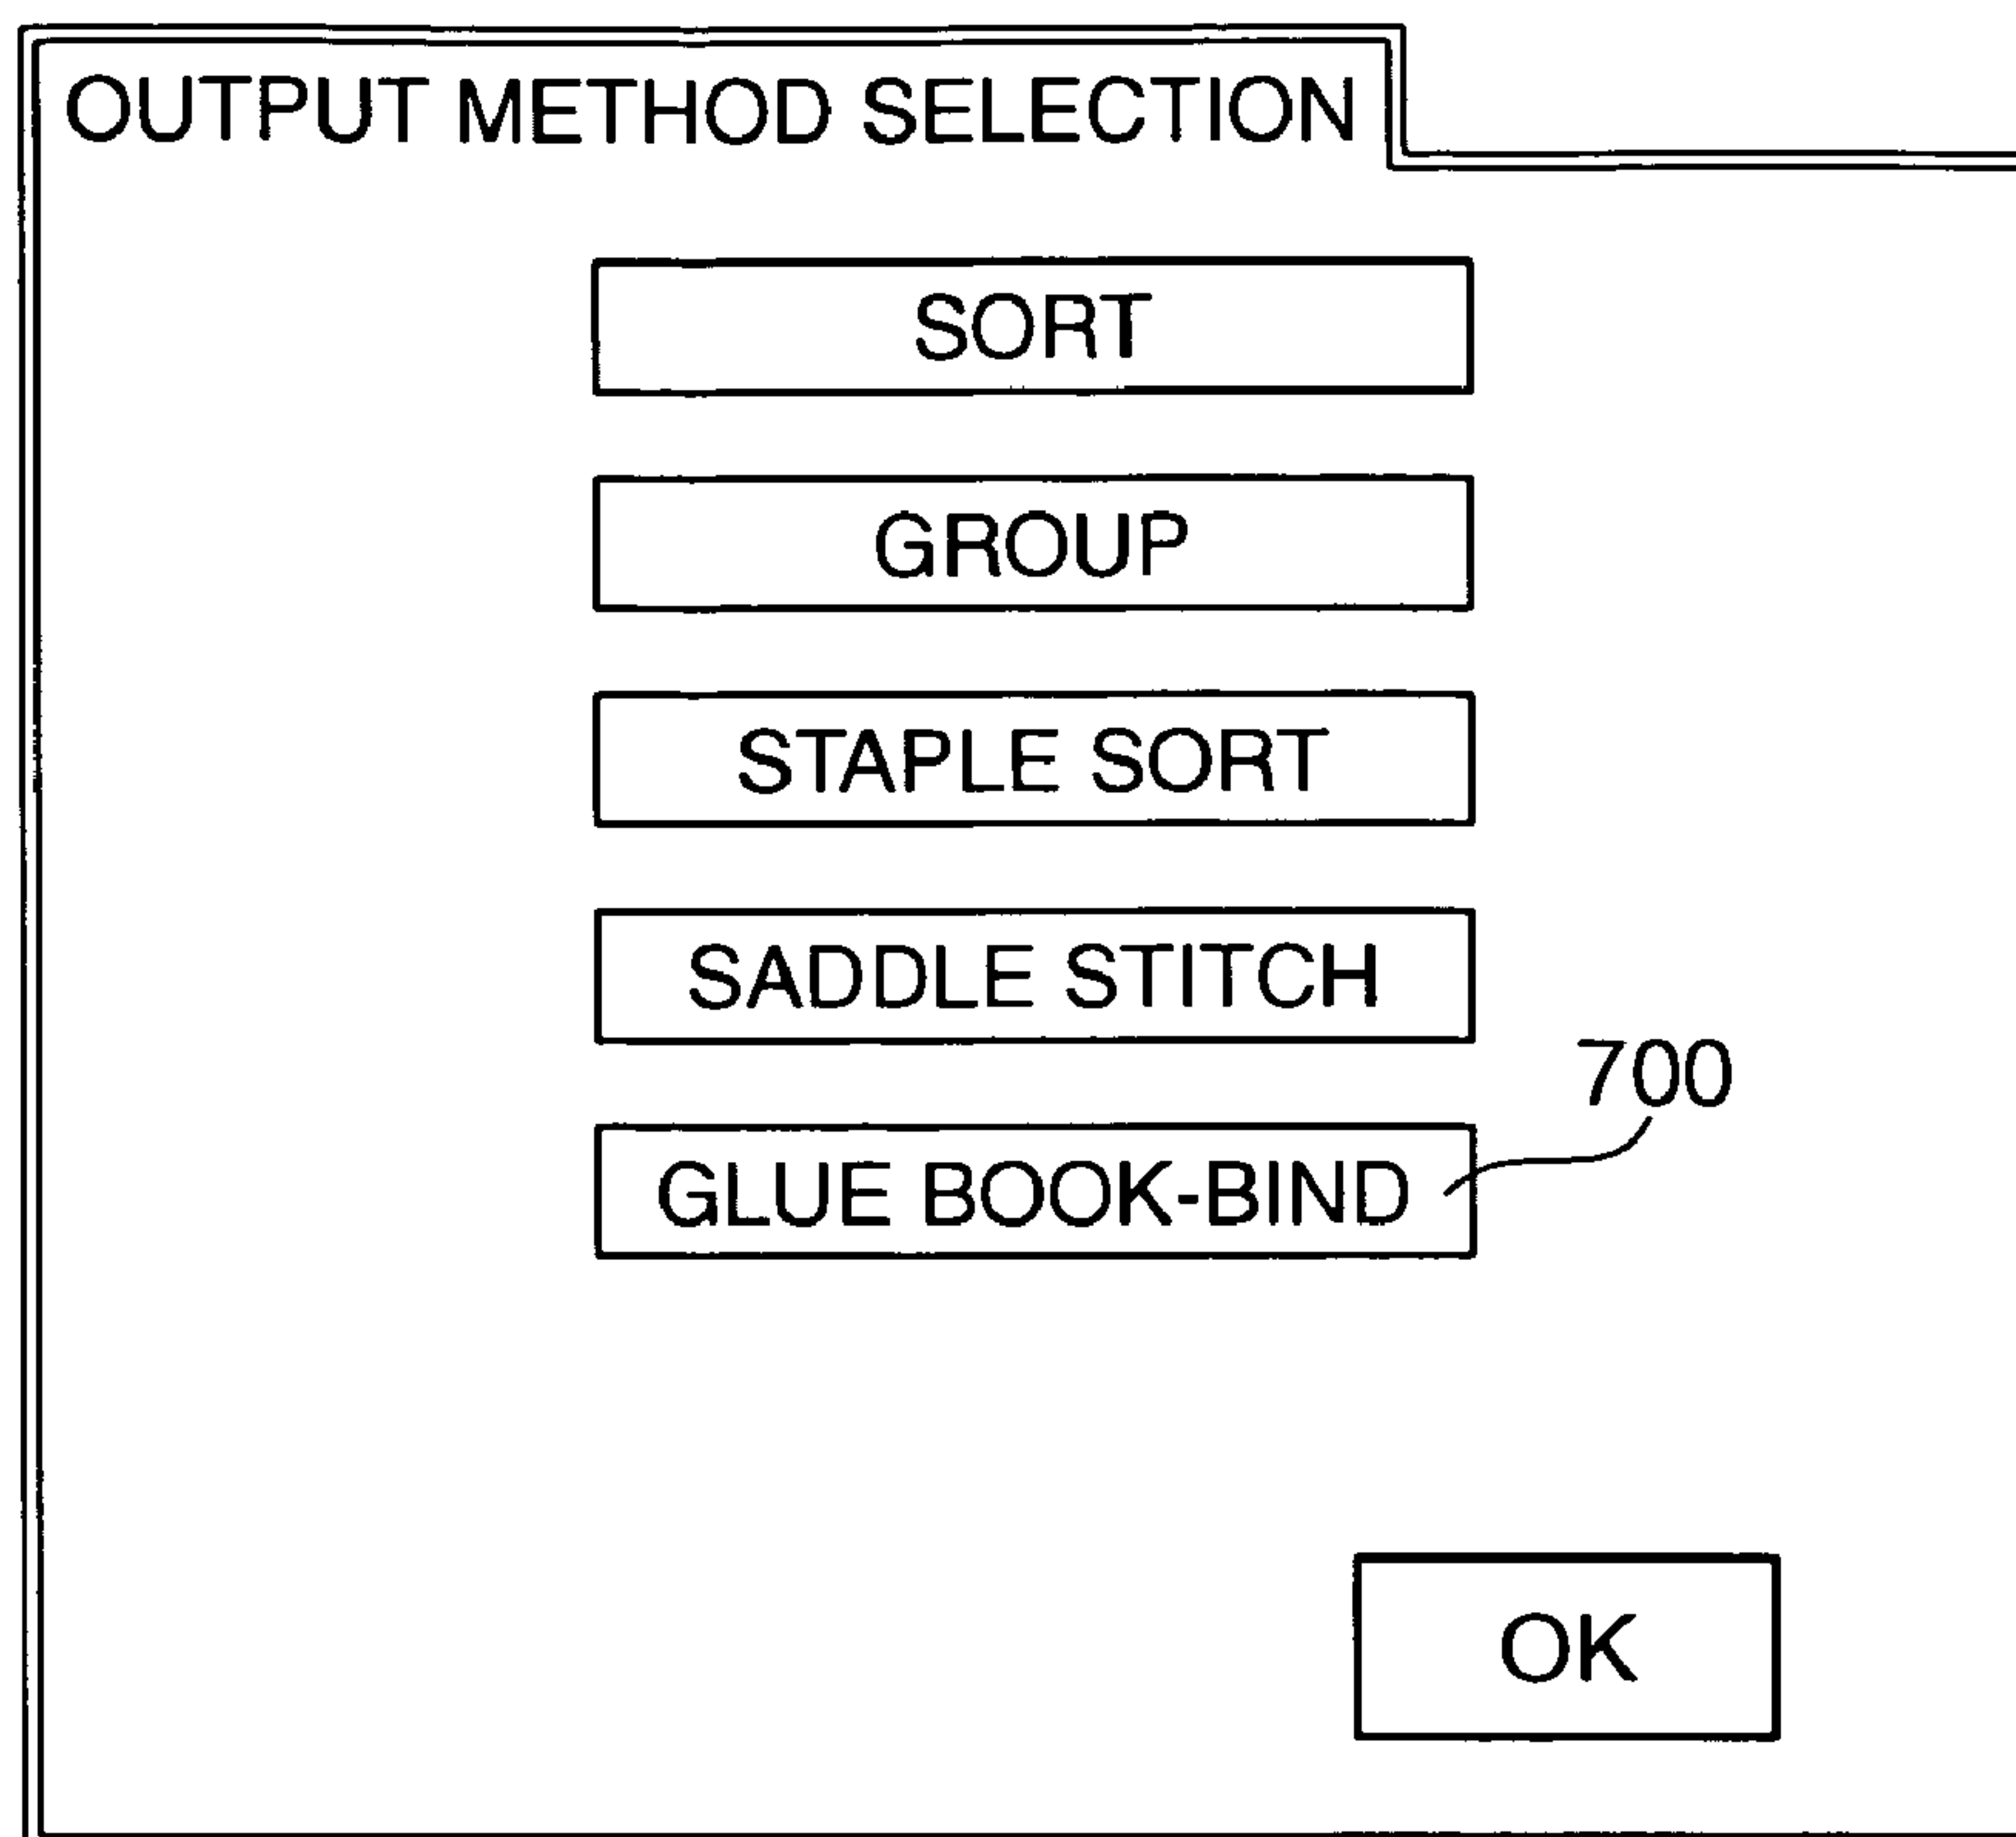 OUTPUT METHOD SELECTION
SORT
GROUP
STAPLE SORT
SADDLE STITCH
700
GLUE BOOK-BIND
OK